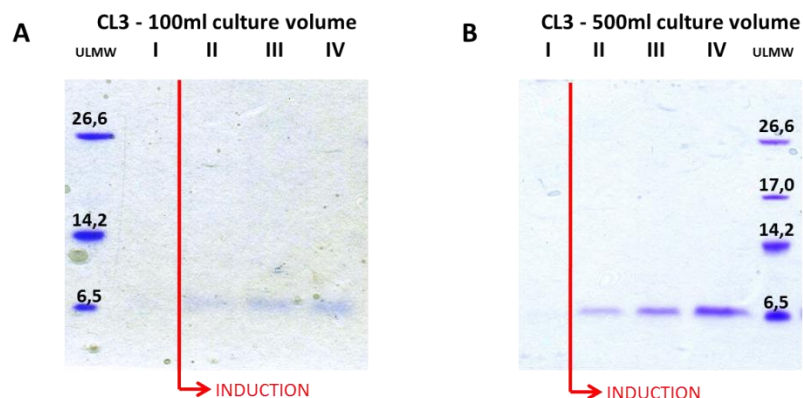 A
CL3 - 100ml culture volume
ULMW I II III IV
26,6
14,2
6,5
INDUCTION
B
CL3 - 500ml culture volume
I II III IV ULMW
26,6
17,0
14,2
6,5
INDUCTION